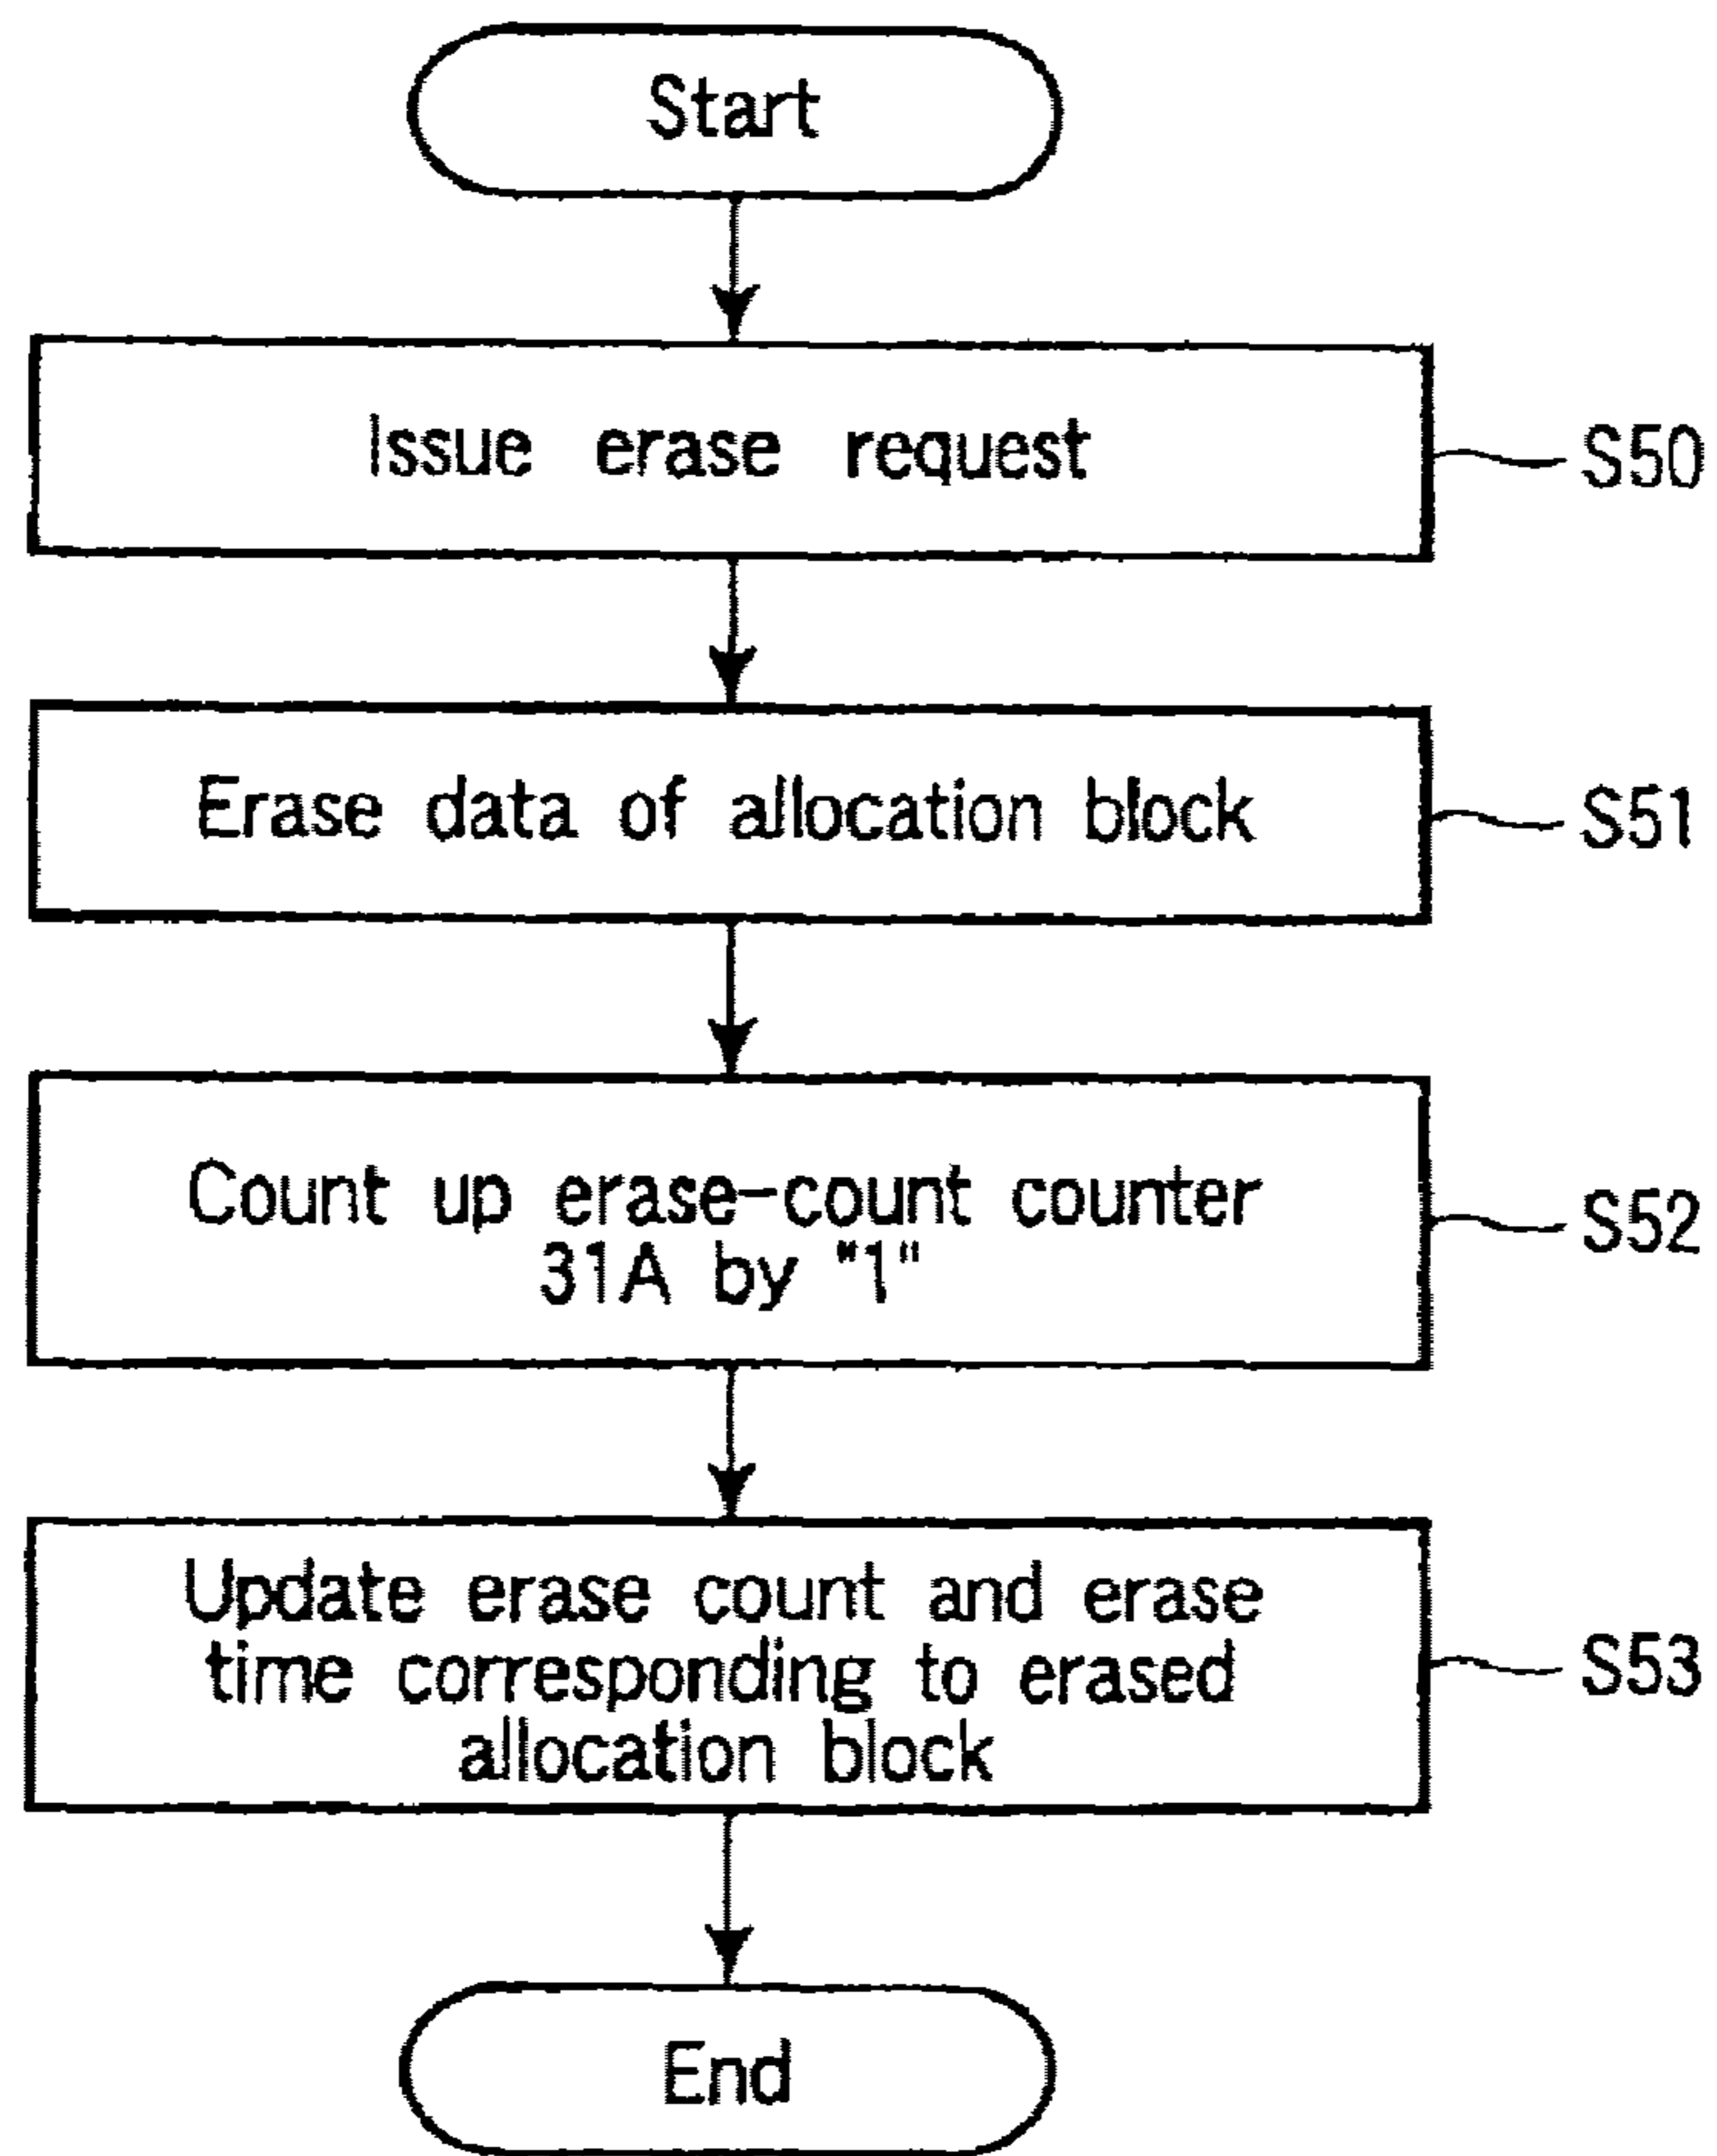 Start
Issue erase request
S50
Erase data of allocation block
S51
Count up erase-count counter
31A by "1"
S52
Update erase count and erase
time corresponding to erased
allocation block
S53
End